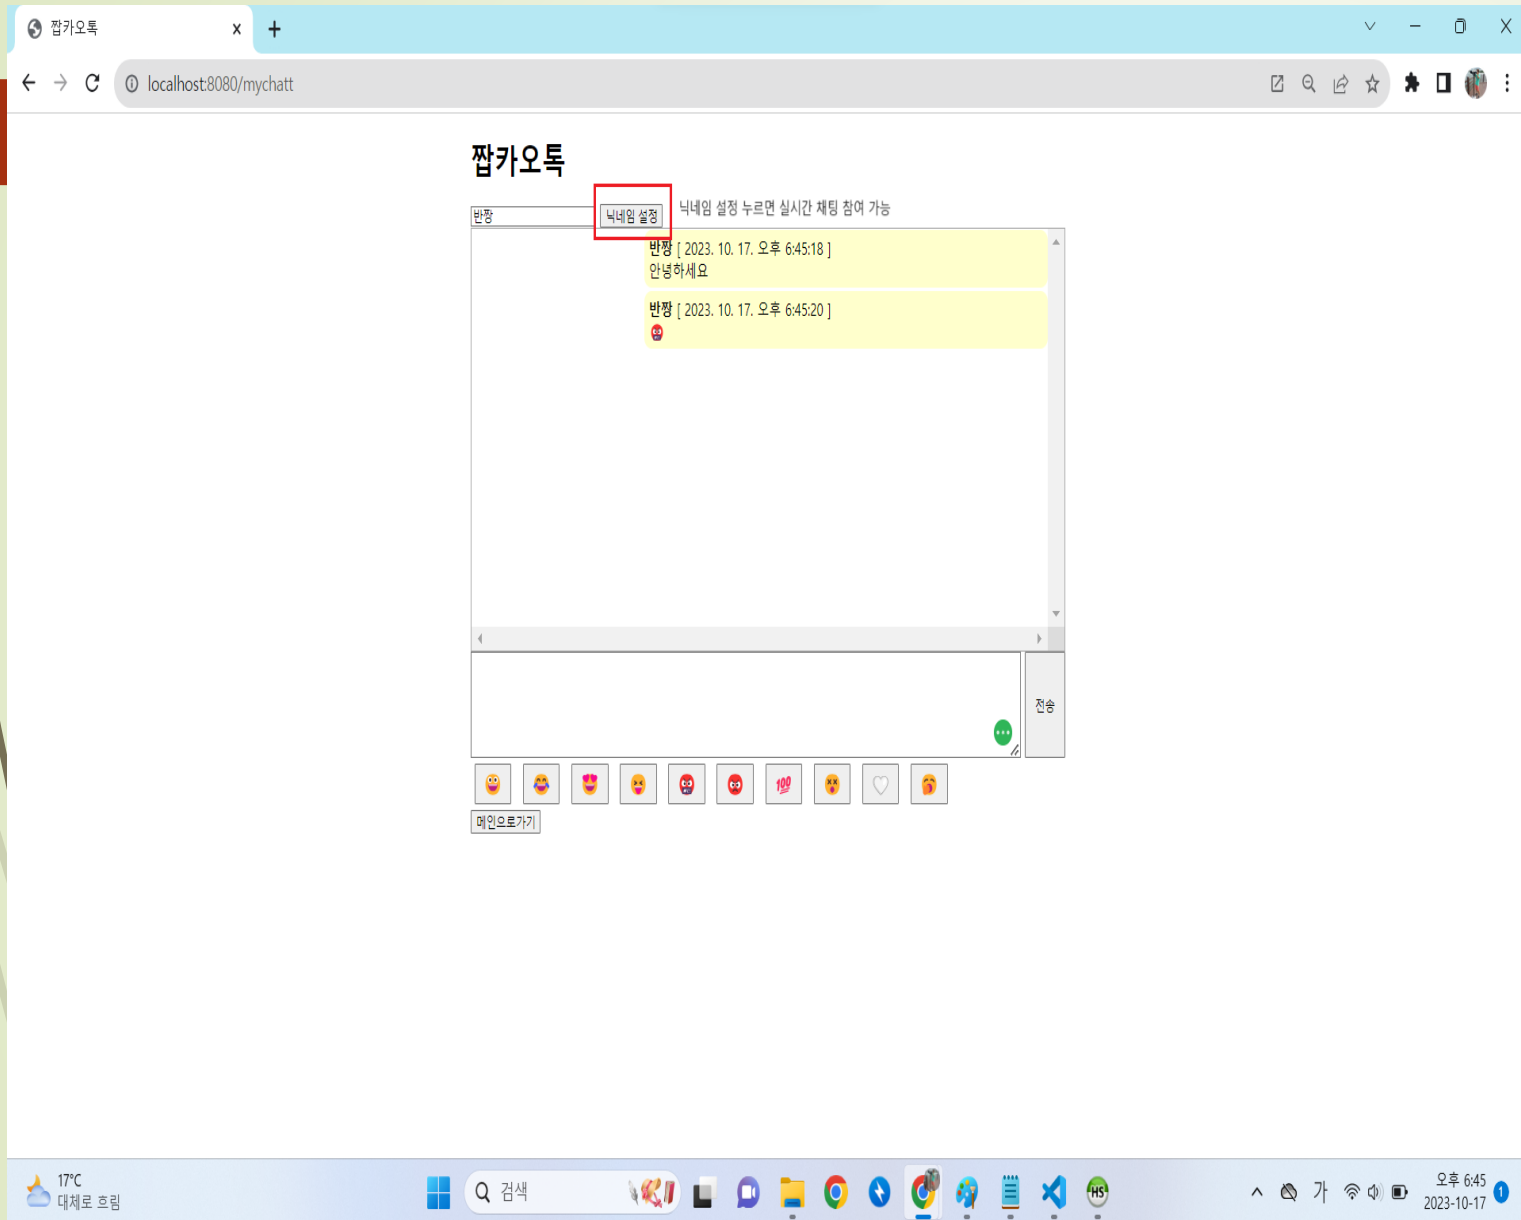 짭카오톡
localhost:8080/mychatt
짭카오톡
반짱
닉네임 설정
닉네임 설정 누르면 실시간 채팅 참여 가능
반짱 [ 2023. 10. 17. 오후 6:45:18 ]
안녕하세요
반짱 [ 2023. 10. 17. 오후 6:45:20 ]
전송
메인으로가기
17°C
대체로 흐림
검색
HS
가
오후 6:45
2023-10-17
1